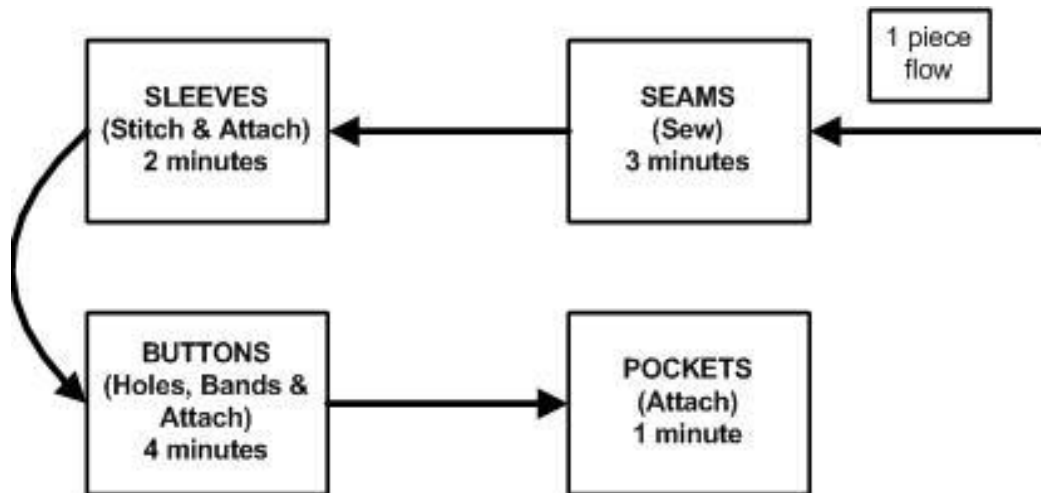 1 piece
flow
SEAMS
(Sew)
3 minutes
SLEEVES
(Stitch & Attach)
2 minutes
BUTTONS
(Holes, Bands &
Attach)
4 minutes
POCKETS
(Attach)
1 minute